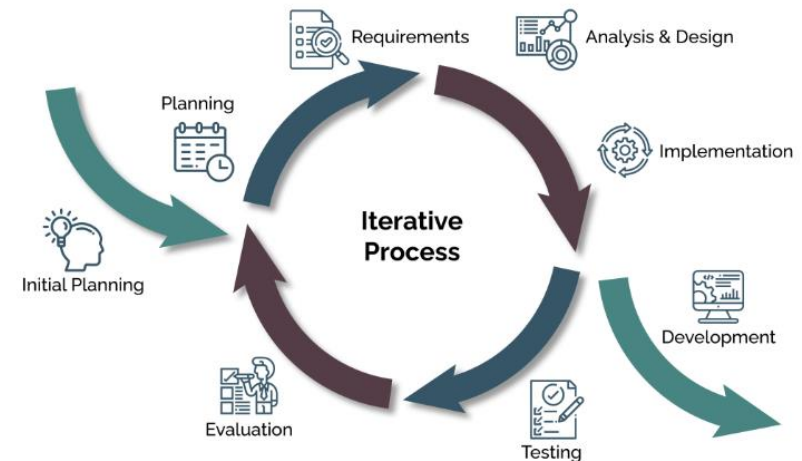 Requirements
Analysis & Design
Planning
Implementation
Iterative
Process
Initial Planning
Development
Evaluation
Testing